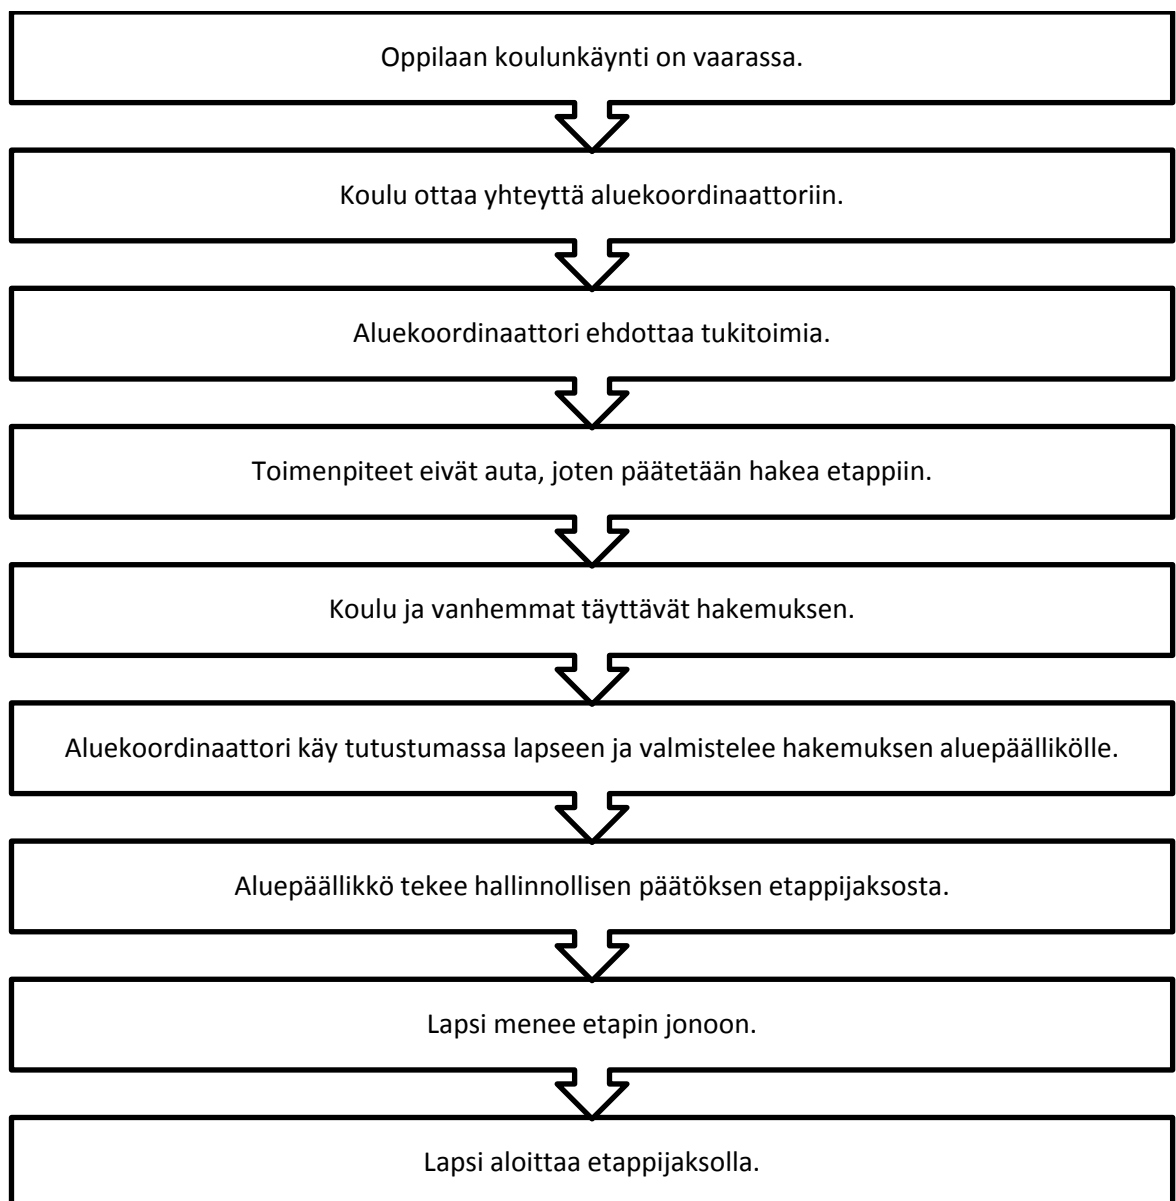 Oppilaan koulunkäynti on vaarassa.
Koulu ottaa yhteyttä aluekoordinaattoriin.
Aluekoordinaattori ehdottaa tukitoimia.
Toimenpiteet eivät auta, joten päätetään hakea etappiin.
Koulu ja vanhemmat täyttävät hakemuksen.
Aluekoordinaattori käy tutustumassa lapseen ja valmistelee hakemuksen aluepäällikölle.
Aluepäällikkö tekee hallinnollisen päätöksen etappijaksosta.
Lapsi menee etapin jonoon.
Lapsi aloittaa etappijaksolla.